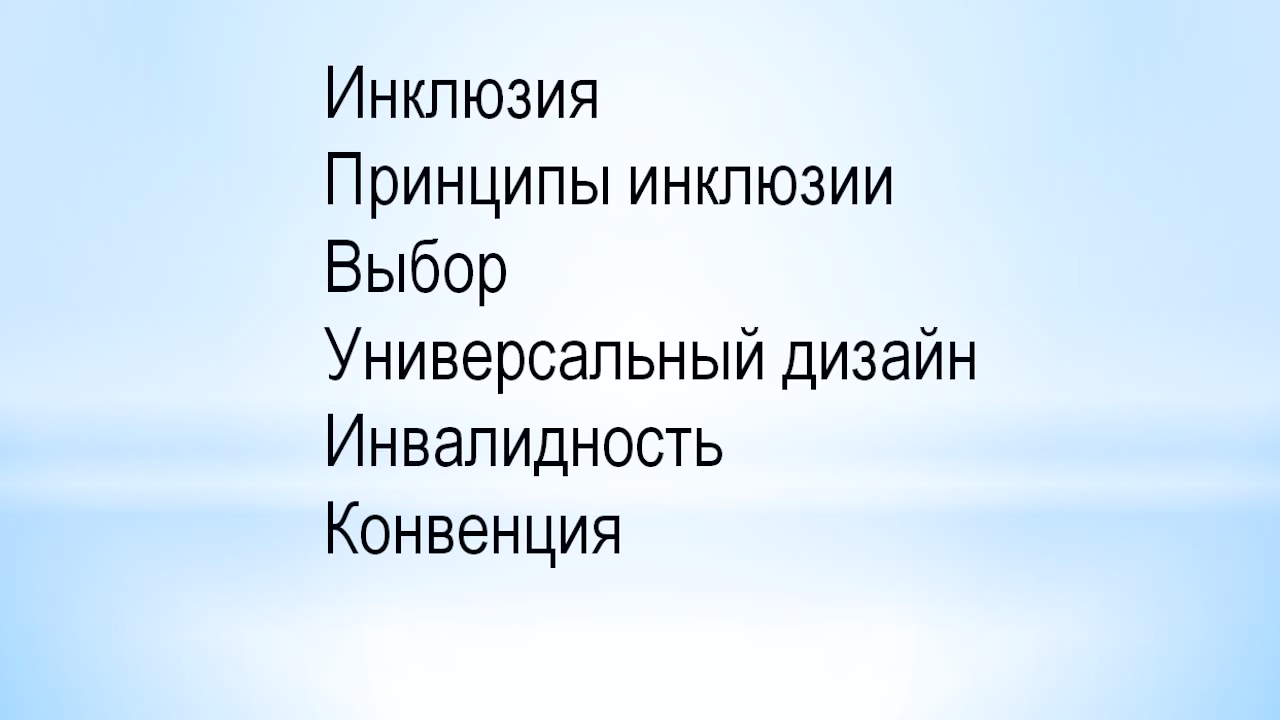 Инклюзия
Принципы инклюзии
Выбор
Универсальный дизайн
Инвалидность
Конвенция